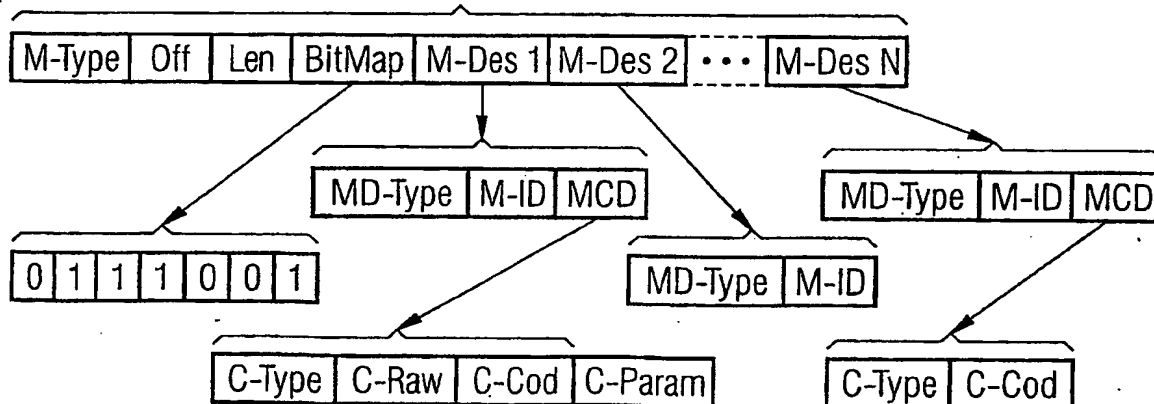 M-Type Off Len BitMap M-Des 1 M-Des 2 ••• M-Des N
MD-Type M-ID MCD MD-Type M-ID MCD
0 1 1 1 0 0 1 MD-Type M-ID
C-Type C-Raw C-Cod C-Param C-Type C-Cod